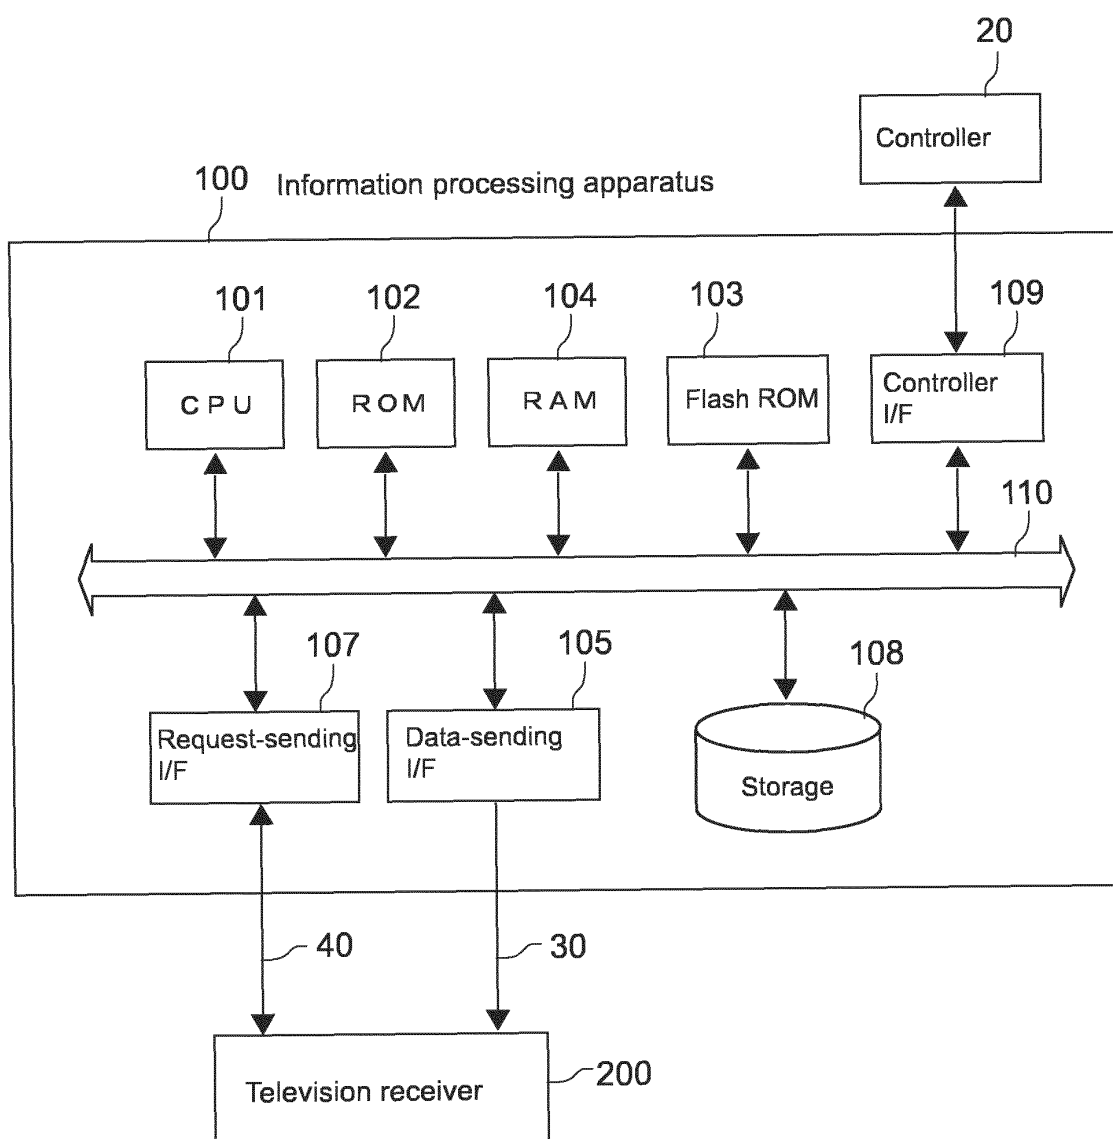 20
Controller
100
Information processing apparatus
101
102
104
103
109
CPU
ROM
RAM
Flash ROM
Controller
I/F
110
107
105
108
Request-sending
I/F
Data-sending
I/F
Storage
40
30
Television receiver
200